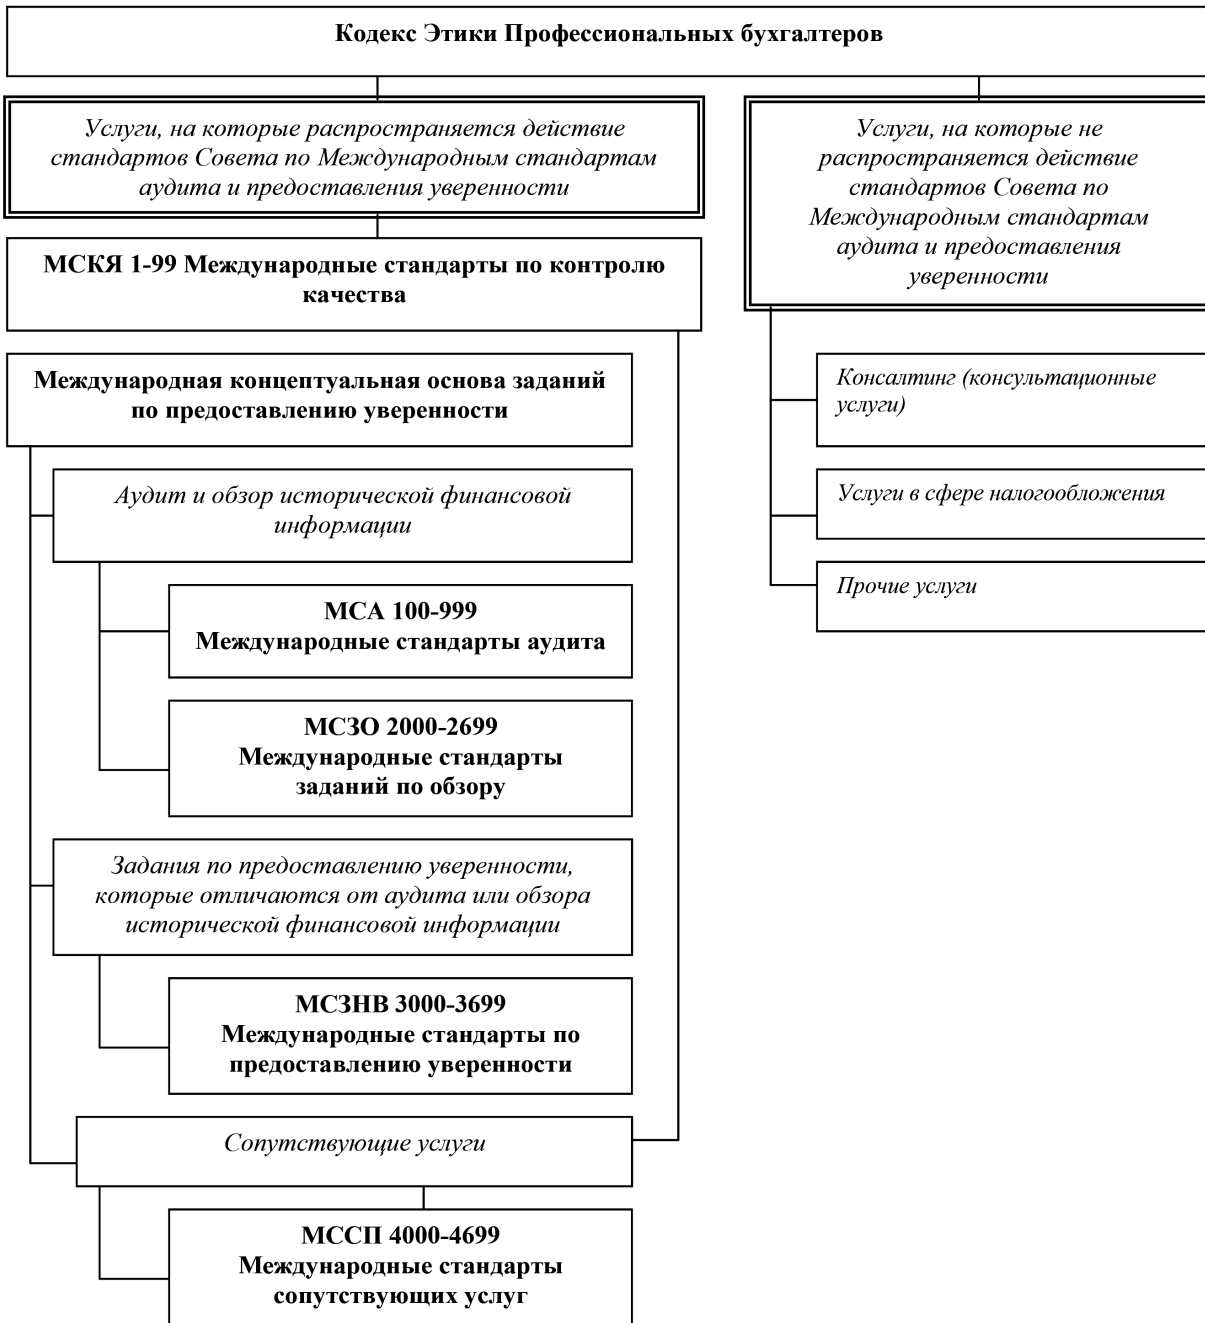 Кодекс Этики Профессиональных бухгалтеров
Услуги, на которые распространяется действие
стандартов Совета по Международным стандартам
аудита и предоставления уверенности
Услуги, на которые не
распространяется действие
стандартов Совета по
Международным стандартам
аудита и предоставления
уверенности
МСКЯ 1-99 Международные стандарты по контролю
качества
Международная концептуальная основа заданий
по предоставлению уверенности
Консалтинг (консультационные
услуги)
Аудит и обзор исторической финансовой
информации
Услуги в сфере налогообложения
Прочие услуги
МСА 100-999
Международные стандарты аудита
МСЗО 2000-2699
Международные стандарты
заданий по обзору
Задания по предоставлению уверенности,
которые отличаются от аудита или обзора
исторической финансовой информации
МСЗНВ 3000-3699
Международные стандарты по
предоставлению уверенности
Сопутствующие услуги
МССП 4000-4699
Международные стандарты
сопутствующих услуг